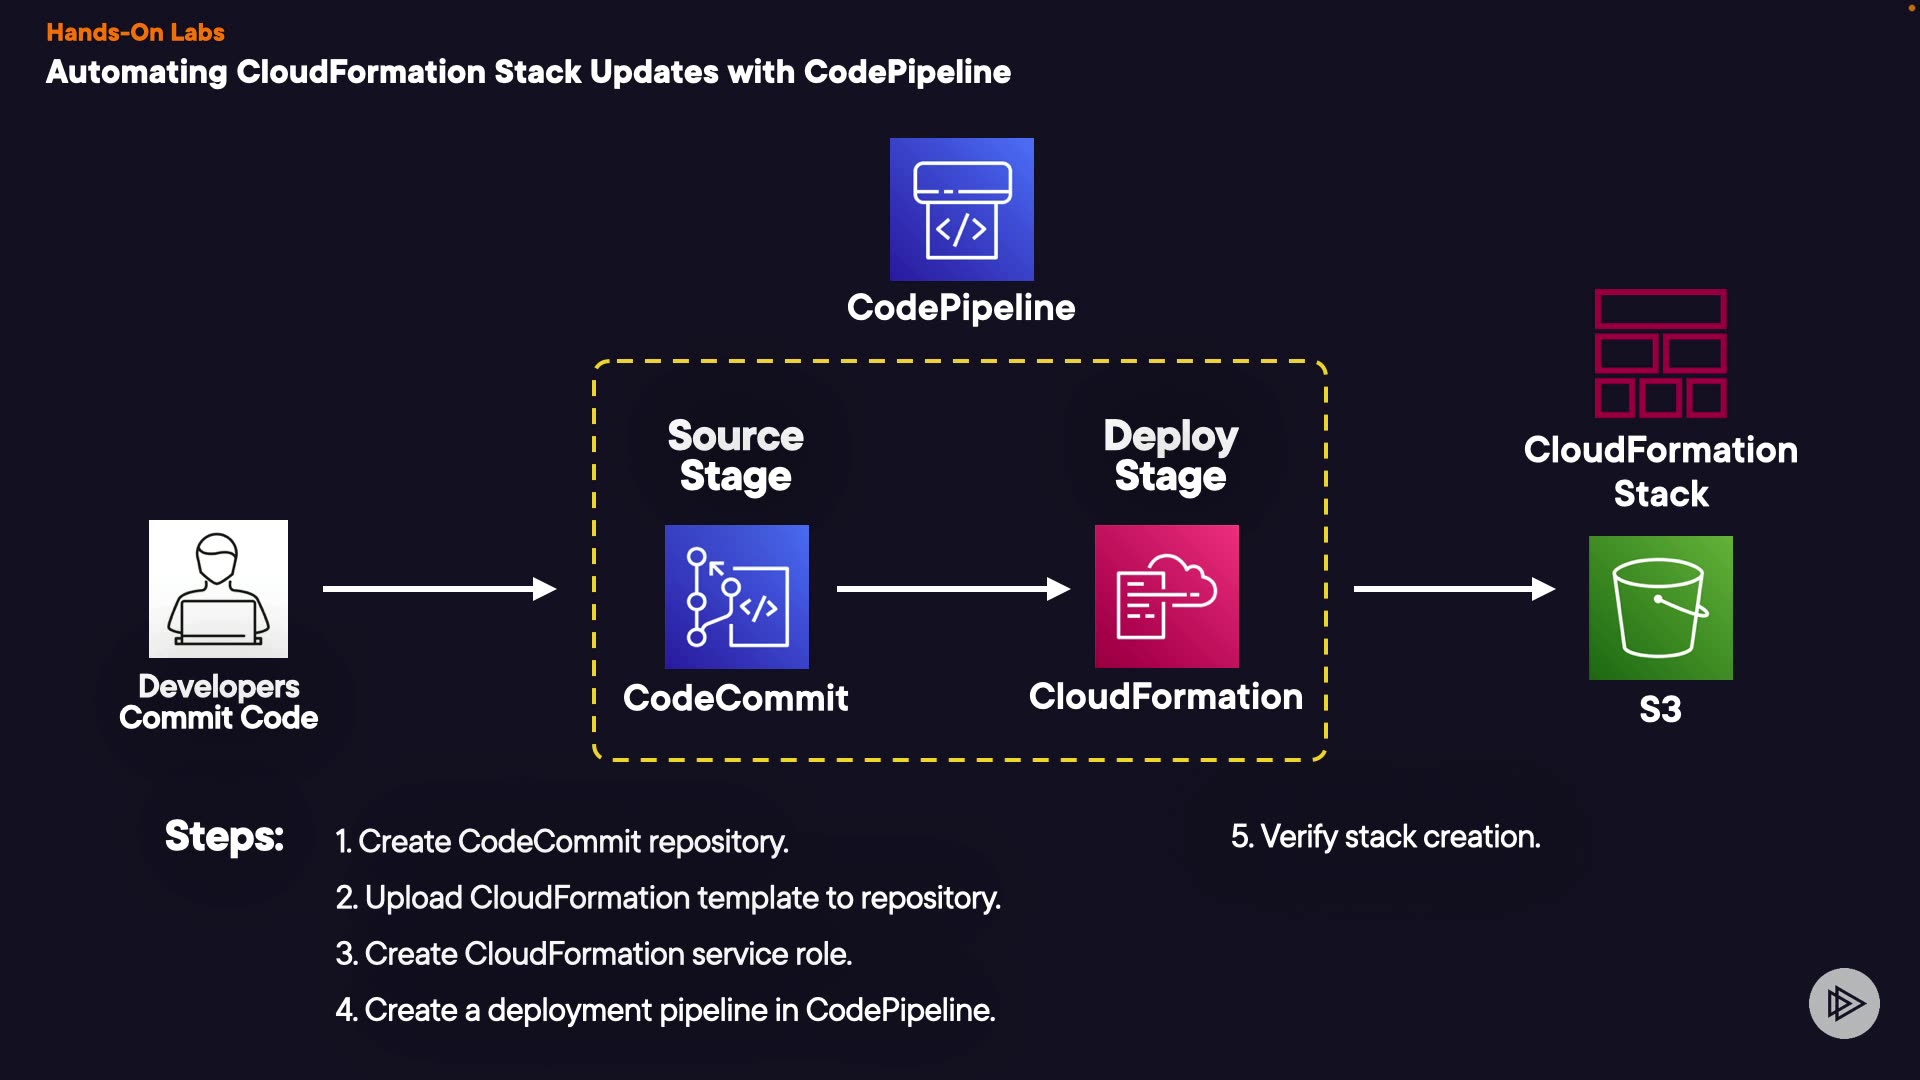 Hands-On Labs
Automating CloudFormation Stack Updates with CodePipeline
CodePipeline
Source
Stage
Deploy
Stage
CodeCommit
CloudFormation
CloudFormation
Stack
S3
Developers
Commit Code
Steps:
1. Create CodeCommit repository.
2. Upload CloudFormation template to repository.
3. Create CloudFormation service role.
4. Create a deployment pipeline in CodePipeline.
5. Verify stack creation.